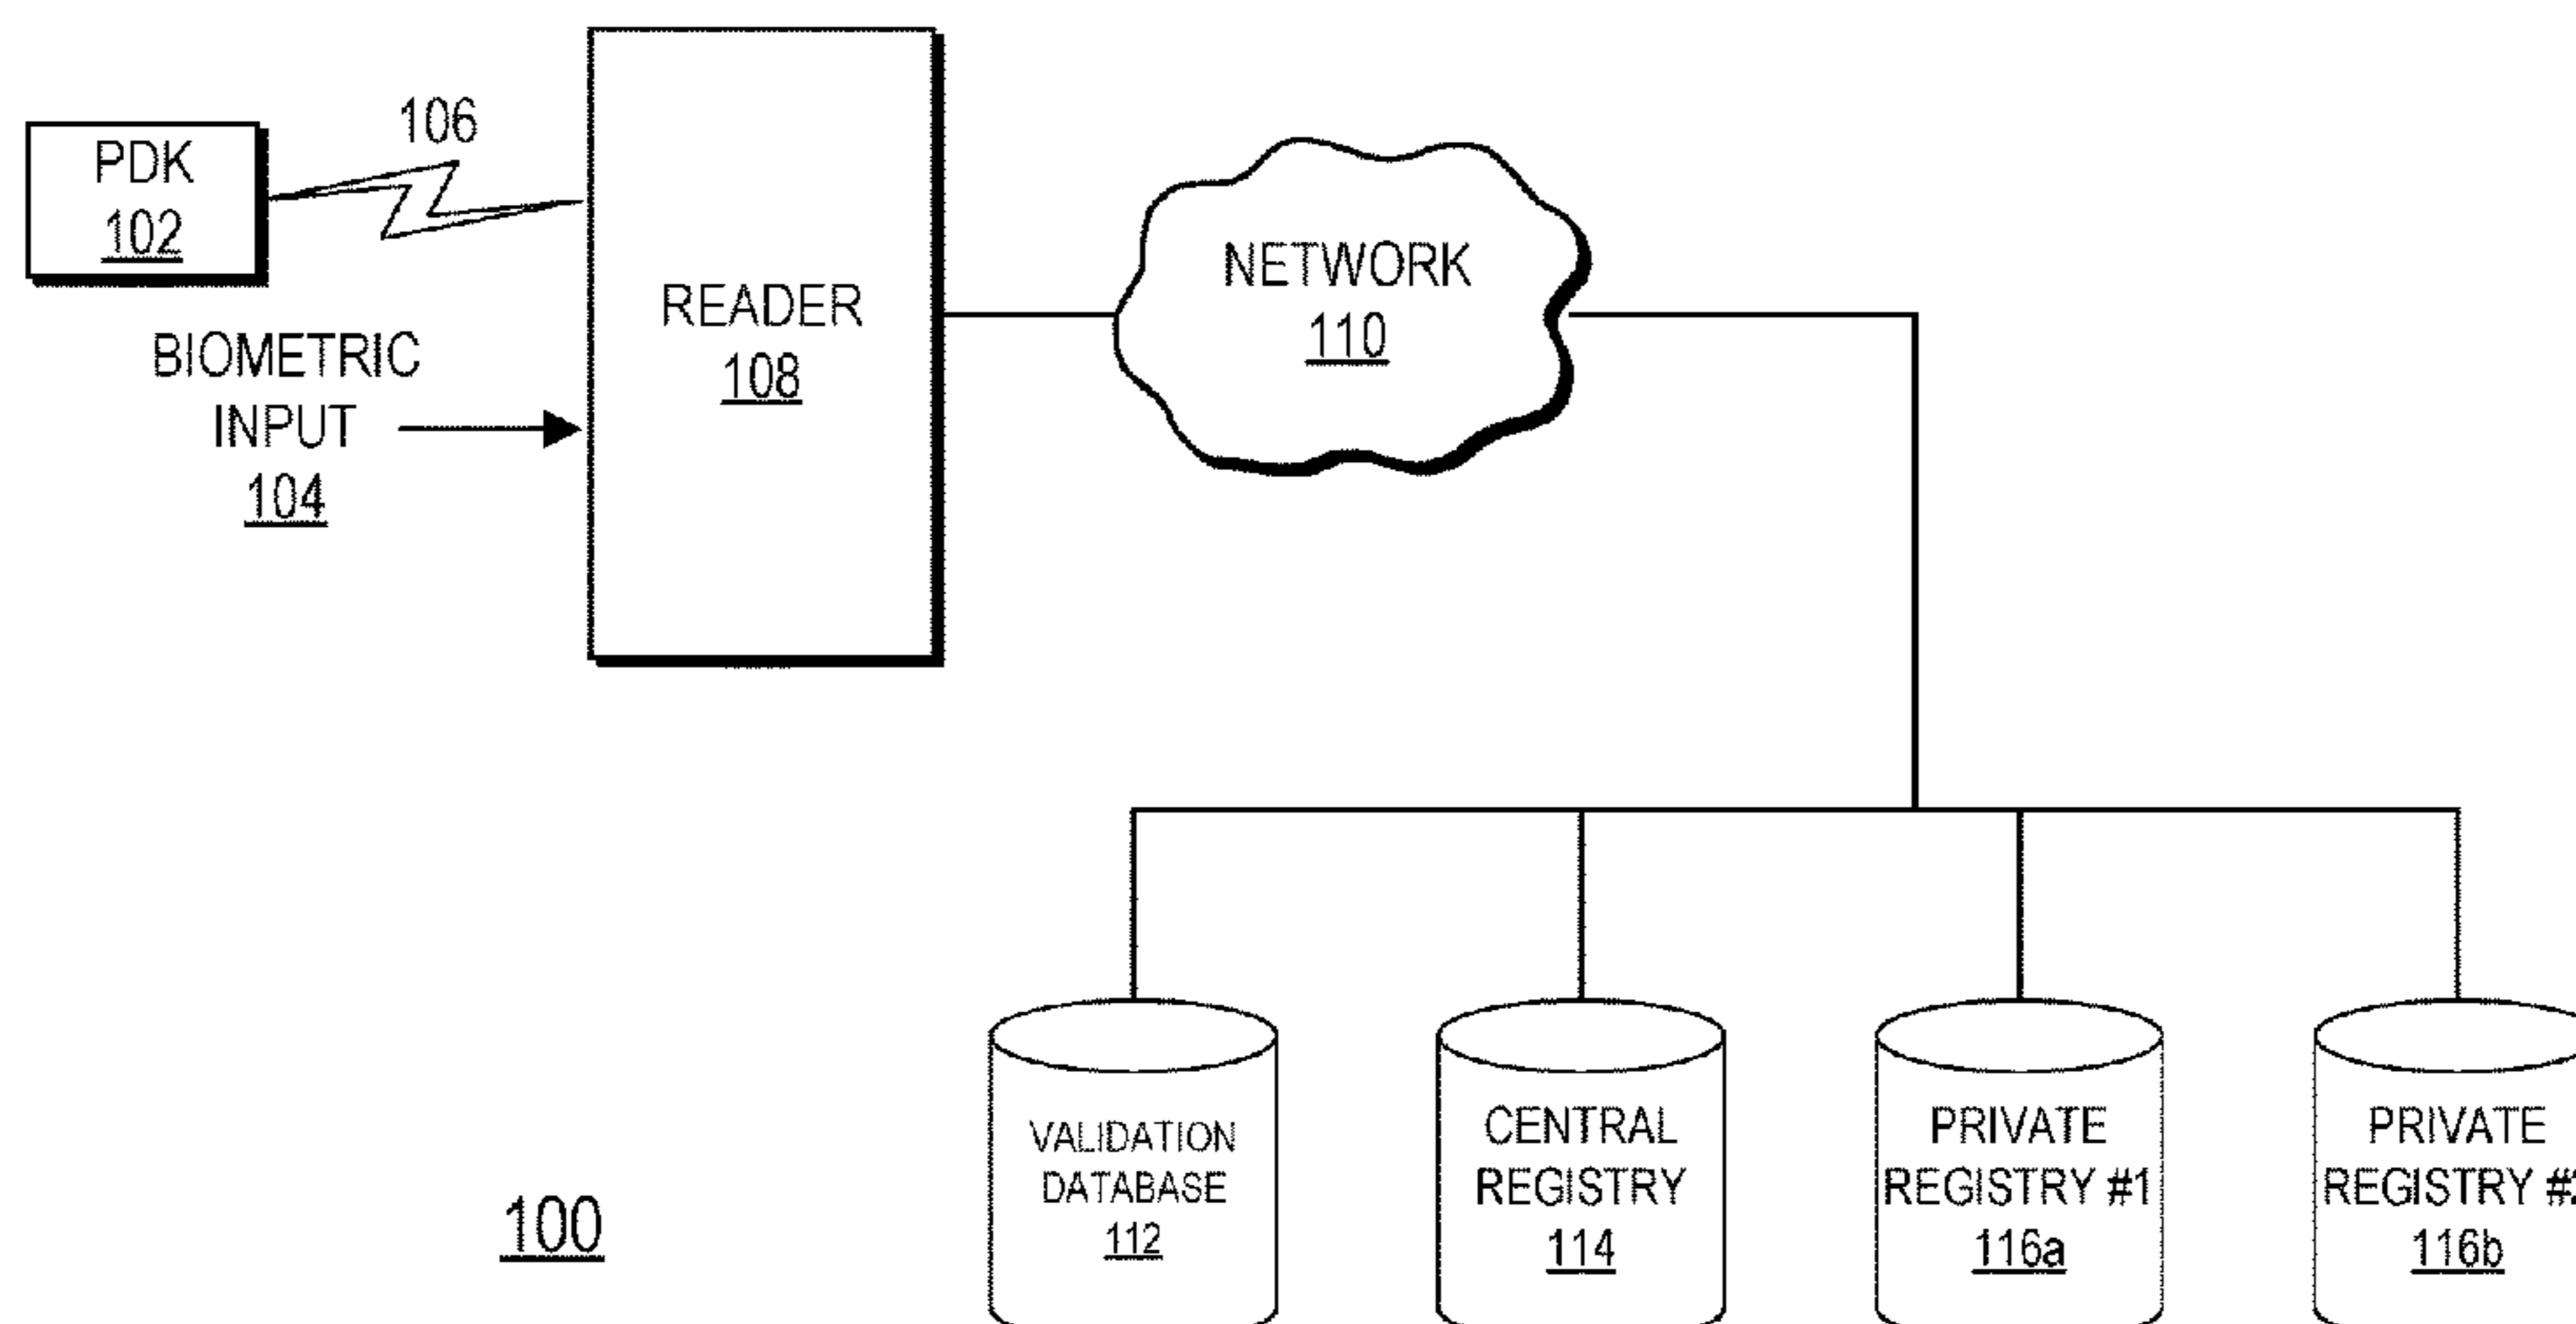 106
PDK
102
READER
108
BIOMETRIC
INPUT
104
NETWORK
110
VALIDATION
DATABASE
112
CENTRAL
REGISTRY
114
PRIVATE
REGISTRY #1
116a
PRIVATE
REGISTRY #2
116b
100